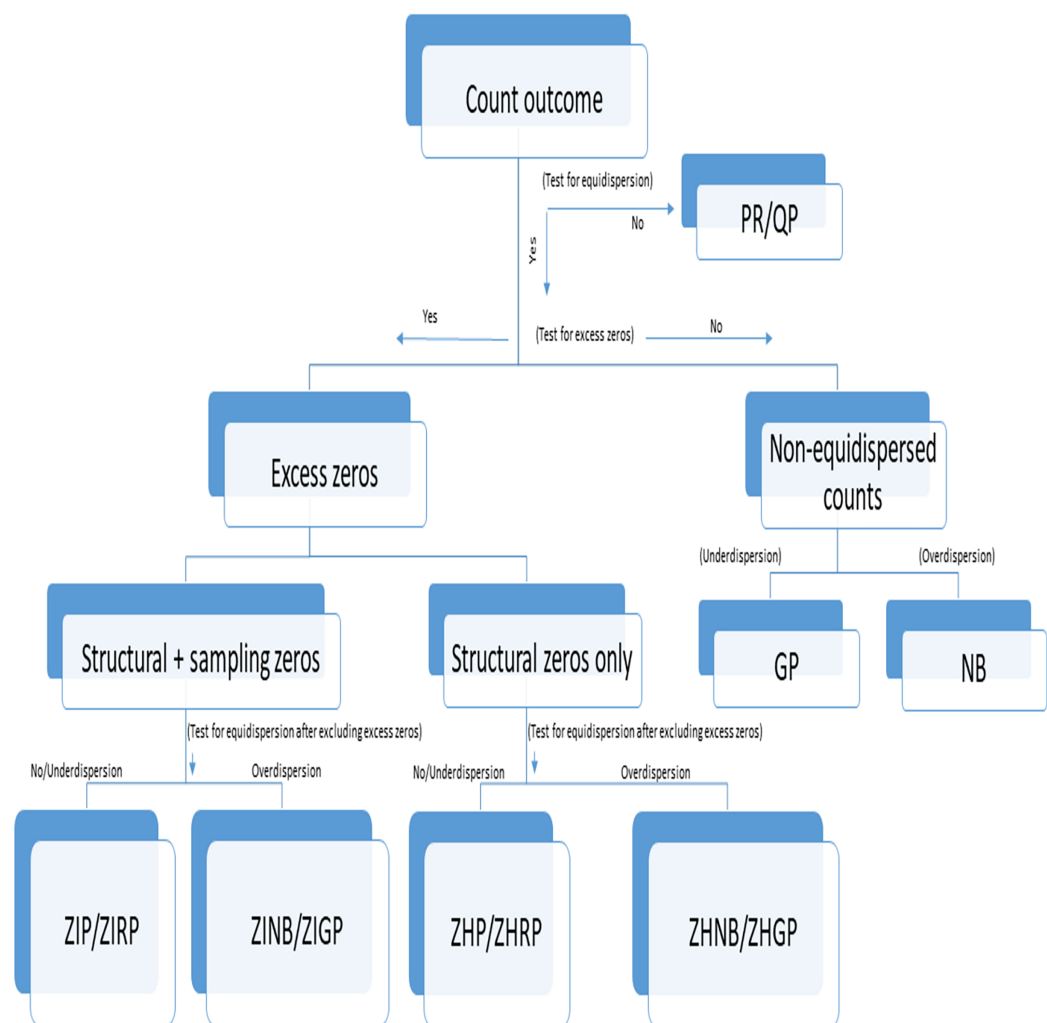 Count outcome
(Test for equidispersion)
No
PR/QP
Yes
Yes
(Test for excess zeros)
No
Excess zeros
Non-equidispersed
counts
(Underdispersion)
(Overdispersion)
Structural + sampling zeros
Structural zeros only
GP
NB
(Test for equidispersion after excluding excess zeros)
(Test for equidispersion after excluding excess zeros)
No/Underdispersion
Overdispersion
No/Underdispersion
Overdispersion
ZIP/ZIRP
ZINB/ZIGP
ZHP/ZHRP
ZHNB/ZHGP